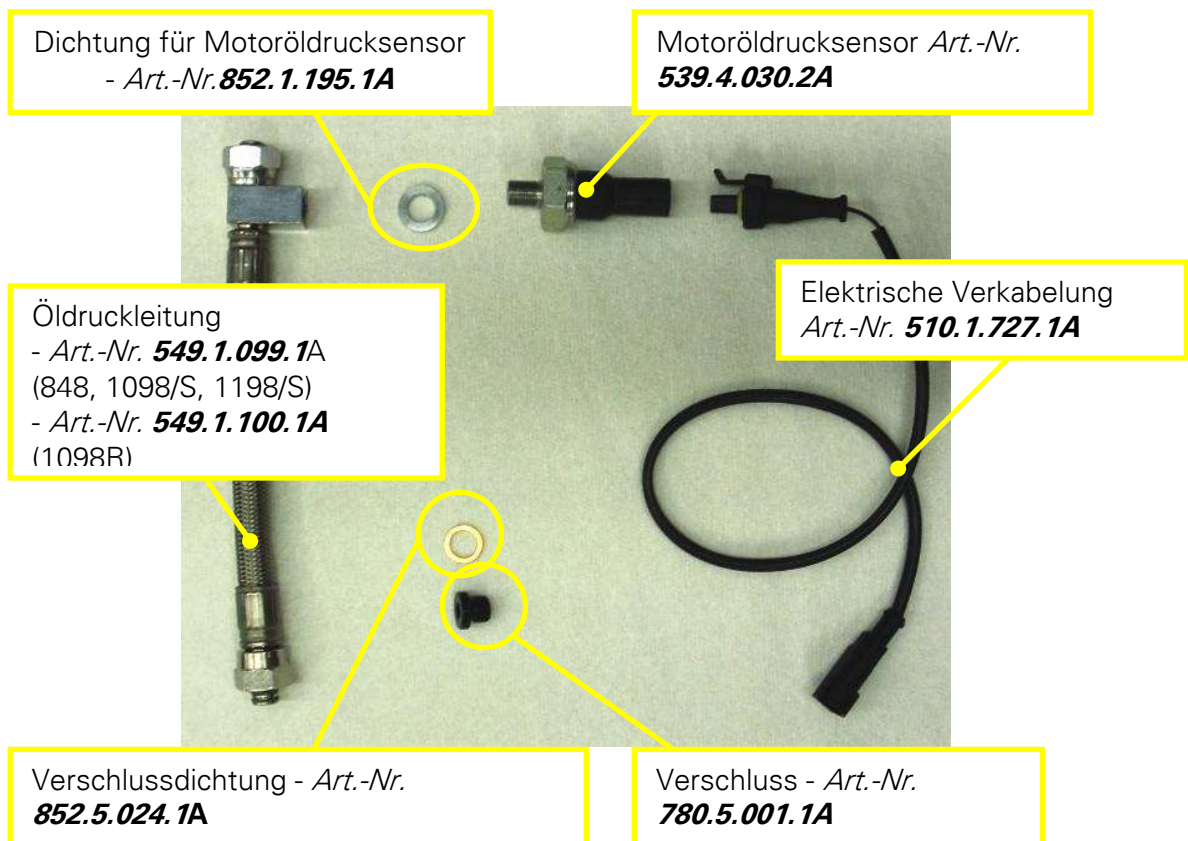 Dichtung für Motoröldrucksensor
- Art.-Nr.852.1.195.1A
Motoröldrucksensor Art.-Nr.
539.4.030.2A
Öldruckleitung
- Art.-Nr. 549.1.099.1A
(848, 1098/S, 1198/S)
- Art.-Nr. 549.1.100.1A
(1098R)
Elektrische Verkabelung
Art.-Nr. 510.1.727.1A
Verschlussdichtung - Art.-Nr.
852.5.024.1A
Verschluss - Art.-Nr.
780.5.001.1A